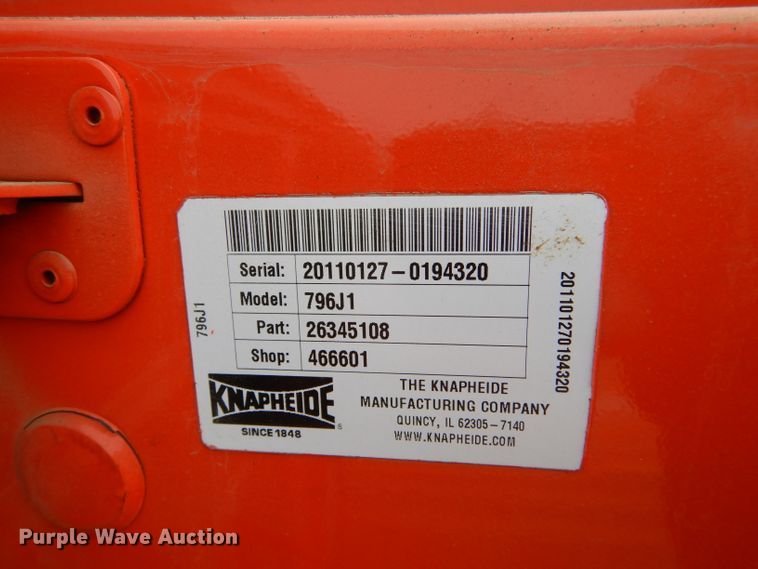 Serial: 20110127-0194320
Model: 796J1
Part: 26345108
Shop: 466601
796J1
201101270194320
KNAPHEIDE
SINCE 1848
THE KNAPHEIDE
MANUFACTURING COMPANY
QUINCY, IL 62305-7140
WWW.KNAPHEIDE.COM
Purple Wave Auction